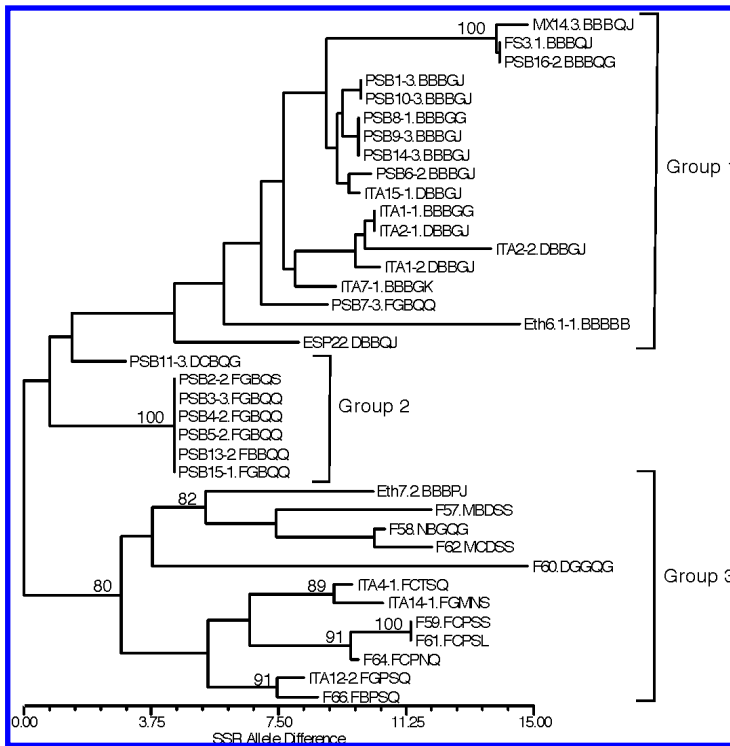 100
MX14.3.BBBQJ
FS3.1.BBBQJ
PSB16-2.BBBQG
PSB1-3.BBBGJ
PSB10-3.BBBGJ
PSB8-1.BBBGG
PSB9-3.BBBGJ
PSB14-3.BBBGJ
Group 1
PSB6-2.BBBGJ
ITA15-1.DBBGJ
ITA1-1.BBBGG
ITA2-1.DBBGJ
ITA2-2.DBBGJ
ITA1-2.DBBGJ
ITA7-1.BBBGK
PSB7-3.FGBQQ
Eth6.1-1.BBBBB
ESP22.DBBQJ
PSB11-3.DCBQG
PSB2-2.FGBQS
PSB3-3.FGBQQ
Group 2
100
PSB4-2.FGBQQ
PSB5-2.FGBQQ
PSB13-2.FBBQQ
PSB15-1.FGBQQ
Eth7.2.BBBPJ
82
F57.MBDSS
F58.NBGQG
F62.MCDSS
F60.DGGQG
Group 3
80
89
ITA4-1.FCTSQ
ITA14-1.FGMNS
100
F59.FCPSS
91
F61.FCPSL
F64.FCPNQ
91
ITA12-2.FGPSQ
F66.FBPSQ
0.00 3.75 7.50 11.25 15.00
SSR Allele Difference